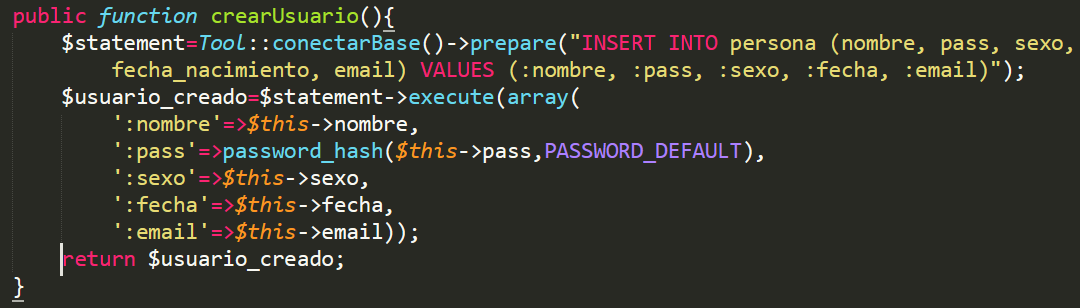 public function crearUsuario(){
$statement=Tool::conectarBase()->prepare("INSERT INTO persona (nombre, pass, sexo,
fecha_nacimiento, email) VALUES (:nombre, :pass, :sexo, :fecha, :email)");
$usuario_creado=$statement->execute(array(
':nombre'=>$this->nombre,
':pass'=>password_hash($this->pass,PASSWORD_DEFAULT),
':sexo'=>$this->sexo,
':fecha'=>$this->fecha,
':email'=>$this->email));
return $usuario_creado;
}